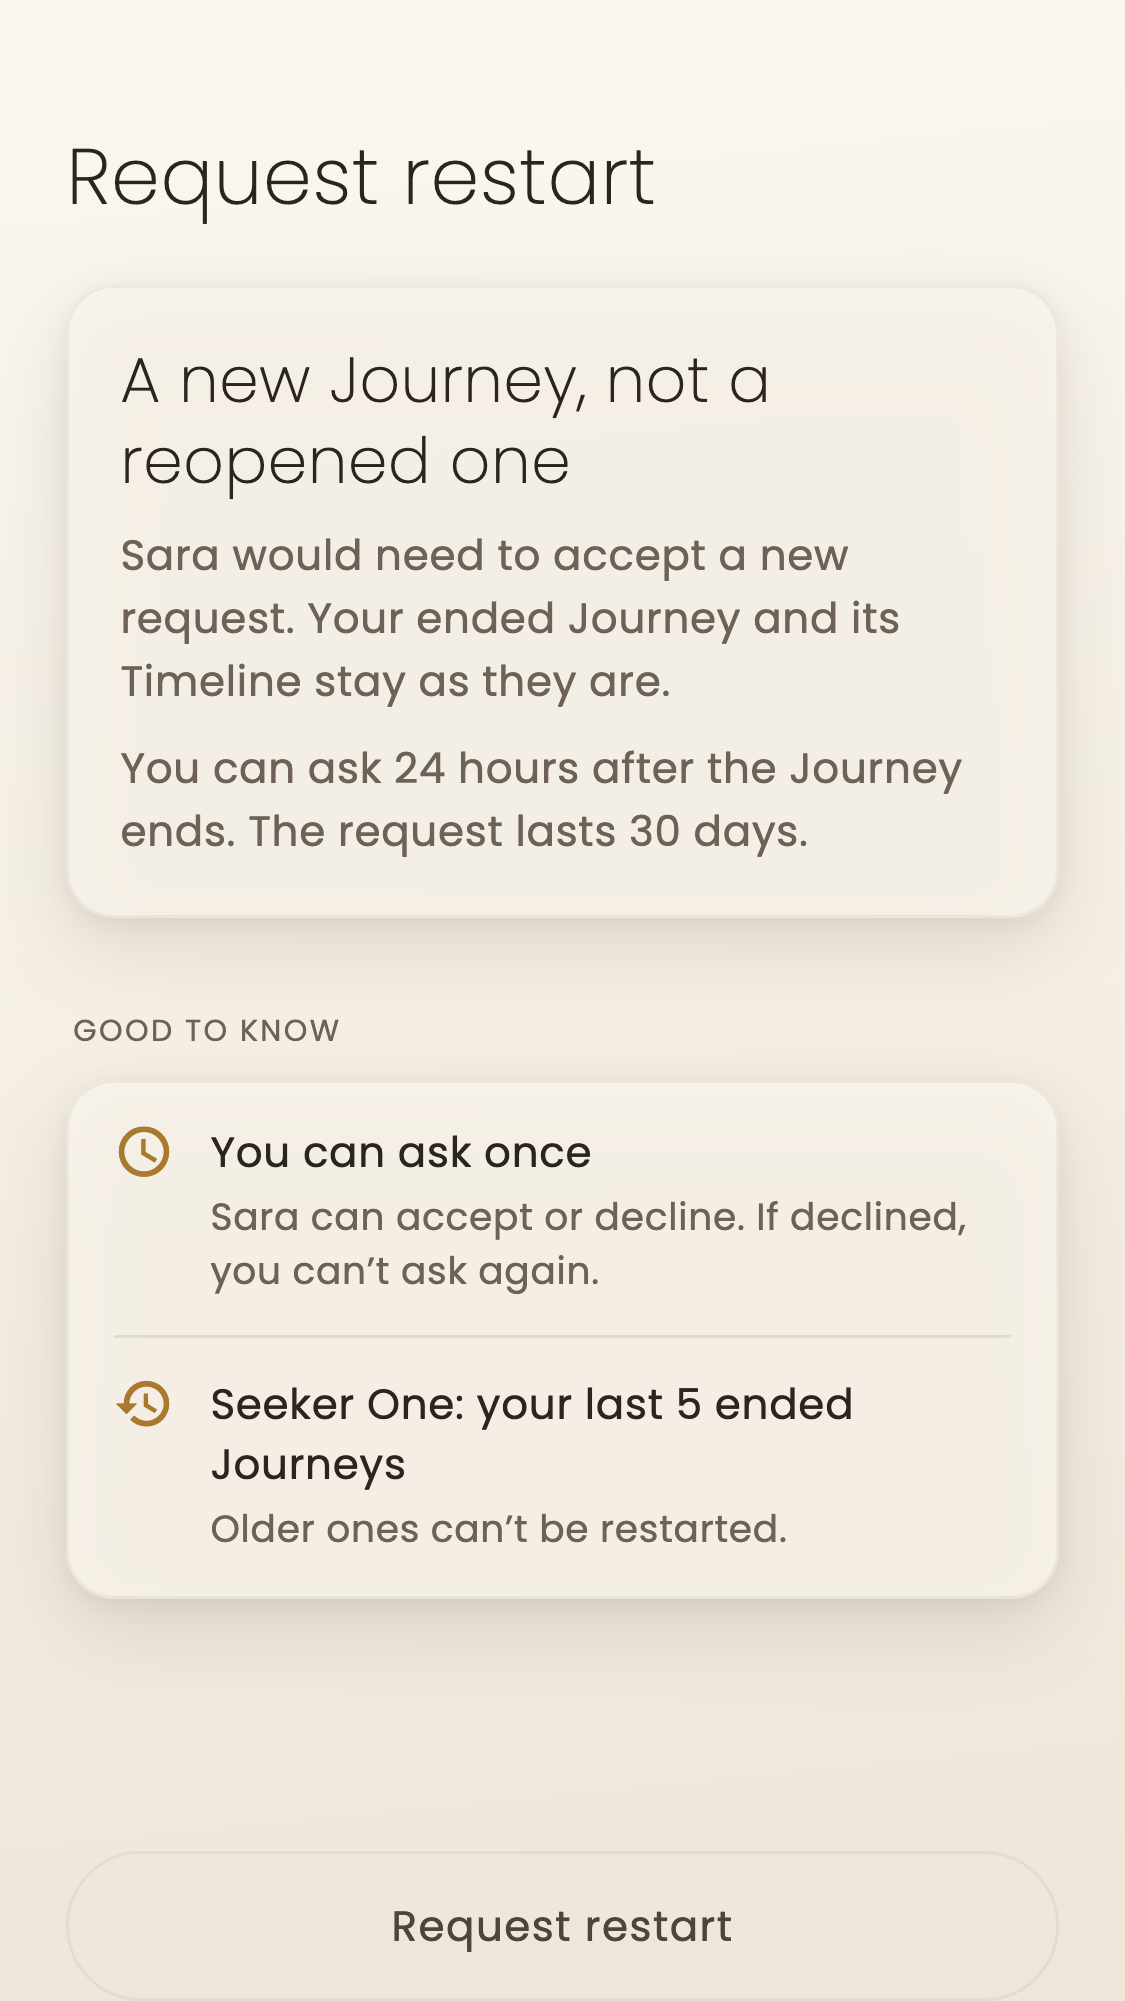 Request restart
A new Journey, not a
reopened one
Sara would need to accept a new
request. Your ended Journey and its
Timeline stay as they are.
You can ask 24 hours after the Journey
ends. The request lasts 30 days.
GOOD TO KNOW
You can ask once
Sara can accept or decline. If declined,
you can’t ask again.
Seeker One: your last 5 ended
Journeys
Older ones can’t be restarted.
Request restart